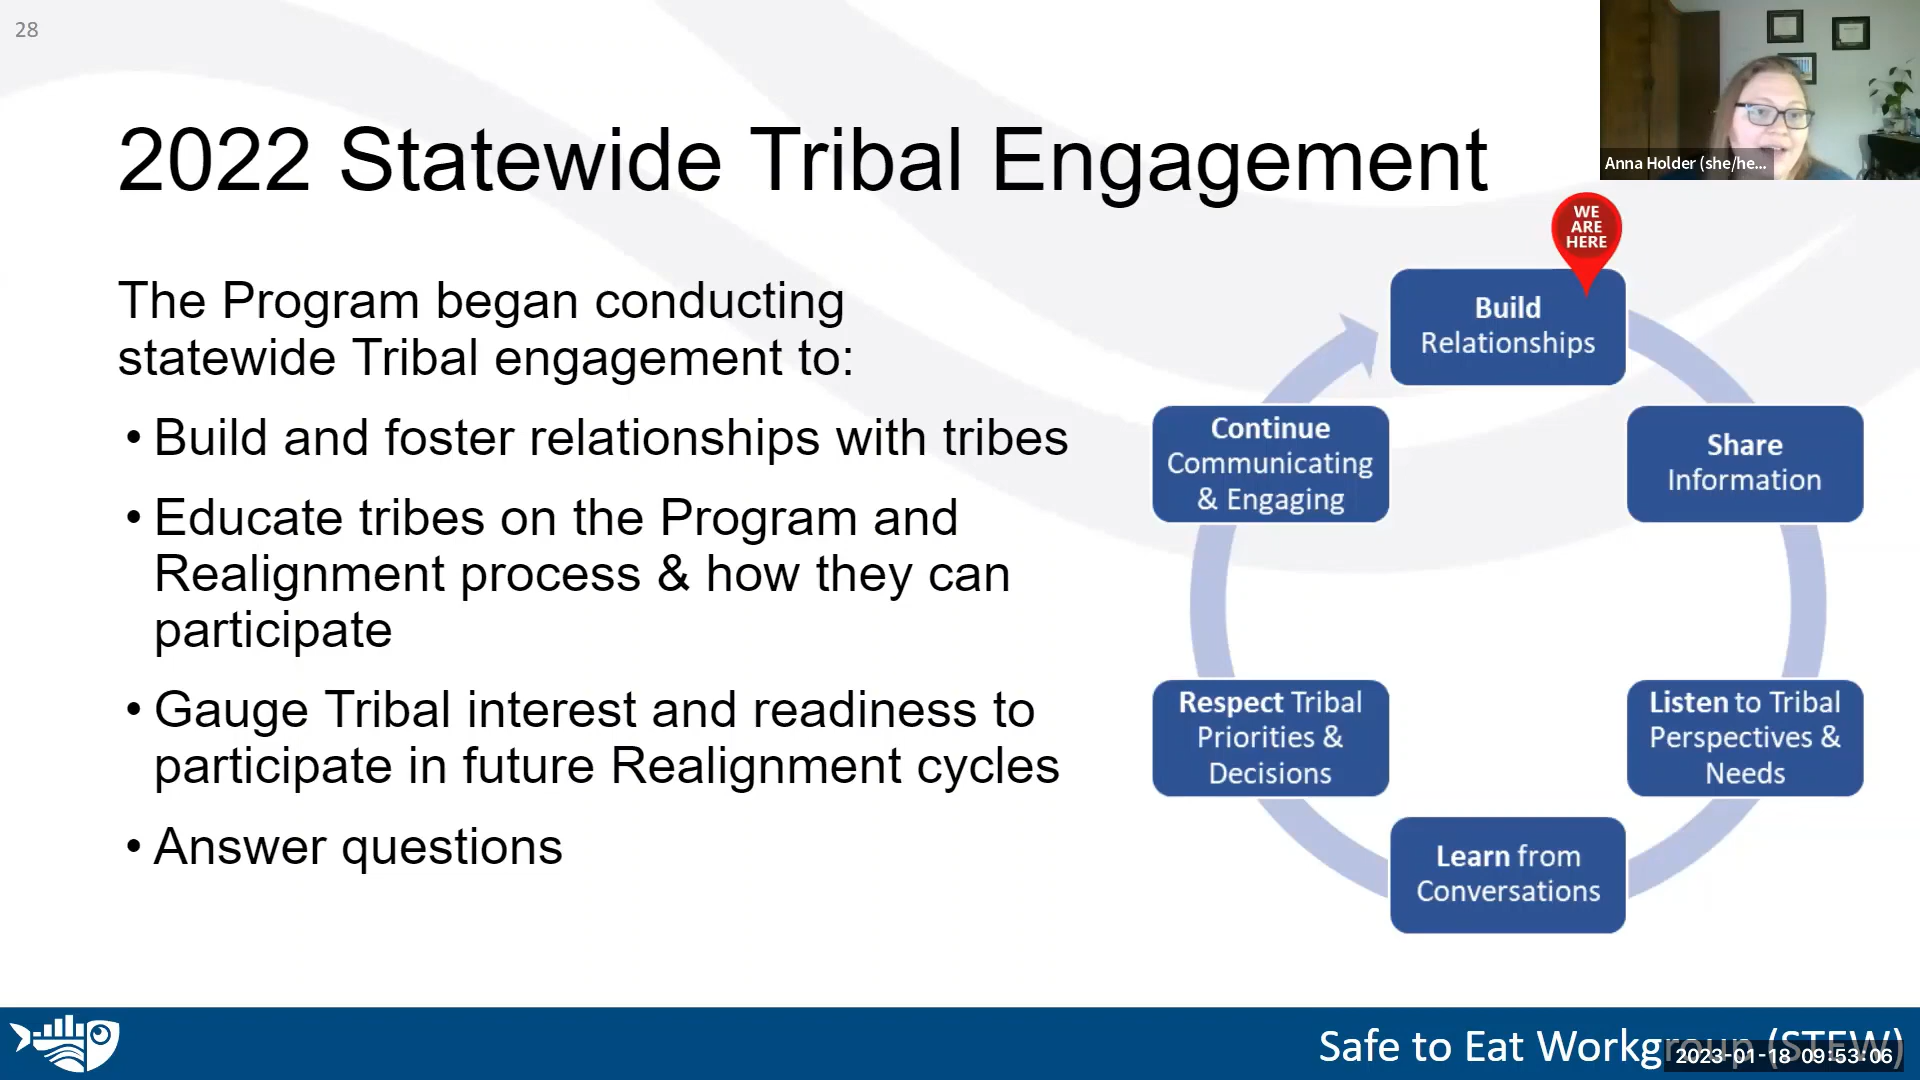 28
2022 Statewide Tribal Engagement
Anna Holder (she/he...
WE
ARE
HERE
The Program began conducting
statewide Tribal engagement to:
• Build and foster relationships with tribes
• Educate tribes on the Program and
Realignment process & how they can
participate
• Gauge Tribal interest and readiness to
participate in future Realignment cycles
• Answer questions
Build
Relationships
Share
Information
Listen to Tribal
Perspectives &
Needs
Learn from
Conversations
Respect Tribal
Priorities &
Decisions
Continue
Communicating
& Engaging
Safe to Eat Workgroup (STEW)
2023-01-18 09:53:06